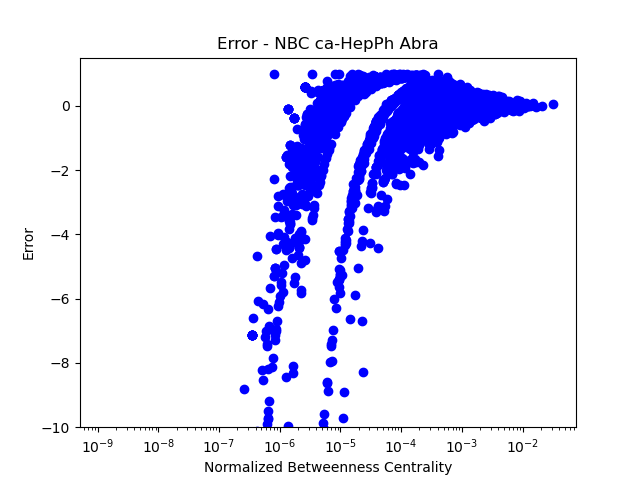 Error - NBC ca-HepPh Abra
0
−2
−4
−6
−8
−10
Error
10⁻⁹ 10⁻⁸ 10⁻⁷ 10⁻⁶ 10⁻⁵ 10⁻⁴ 10⁻³ 10⁻²
Normalized Betweenness Centrality